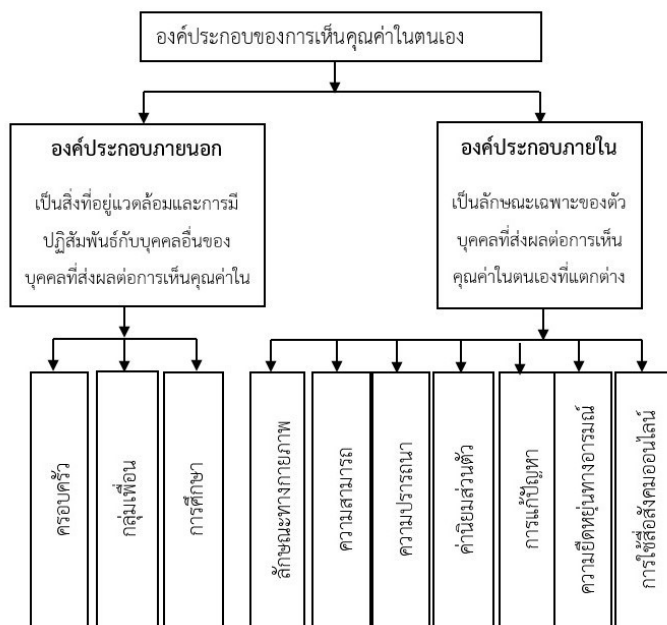 องค์ประกอบของการเห็นคุณค่าในตนเอง
องค์ประกอบภายนอก
เป็นสิ่งที่อยู่แวดล้อมและการมี
ปฏิสัมพันธ์กับบุคคลอื่นของ
บุคคลที่ส่งผลต่อการเห็นคุณค่าใน
องค์ประกอบภายใน
เป็นลักษณะเฉพาะของตัว
บุคคลที่ส่งผลต่อการเห็น
คุณค่าในตนเองที่แตกต่าง
ครอบครัว
กลุ่มเพื่อน
การศึกษา
ลักษณะทางกายภาพ
ความสามารถ
ความปรารถนา
ค่านิยมส่วนตัว
การแก้ปัญหา
ความยืดหยุ่นทางอารมณ์
การใช้สื่อสังคมออนไลน์